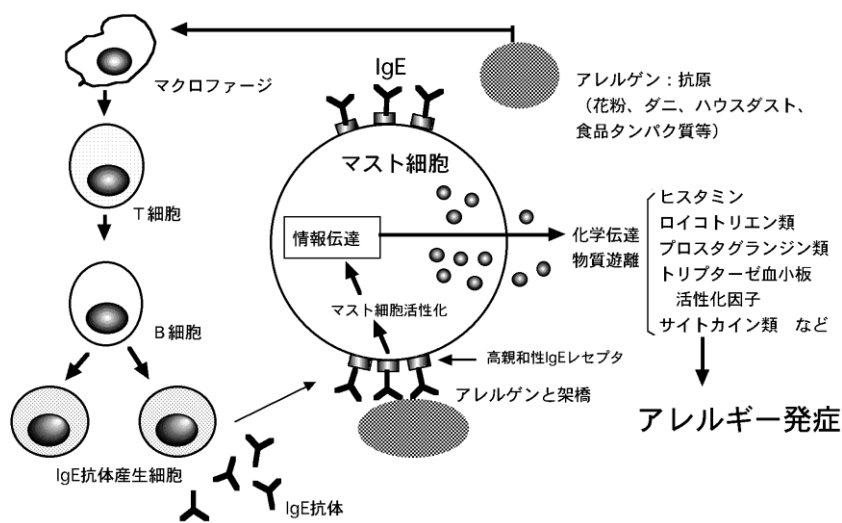 IgE
マクロファージ
アレルゲン：抗原
（花粉、ダニ、ハウスダスト、
食品タンパク質等）
マスト細胞
T細胞
情報伝達
化学伝達
物質遊離
ヒスタミン
ロイコトリエン類
プロスタグランジン類
トリプターゼ血小板
活性化因子
サイトカイン類　など
マスト細胞活性化
B細胞
高親和性IgEレセプタ
アレルゲンと架橋
アレルギー発症
IgE抗体産生細胞
IgE抗体